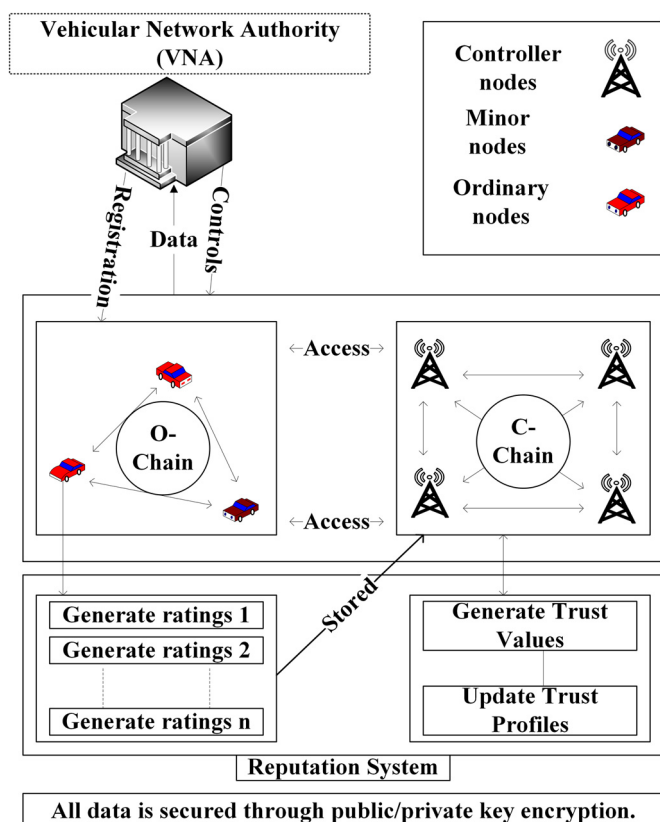 Vehicular Network Authority
(VNA)
Controller
nodes
Minor
nodes
Ordinary
nodes
Registration
Data
Controls
Access
O-
Chain
C-
Chain
Access
Stored
Generate ratings 1
Generate ratings 2
Generate ratings n
Generate Trust
Values
Update Trust
Profiles
Reputation System
All data is secured through public/private key encryption.